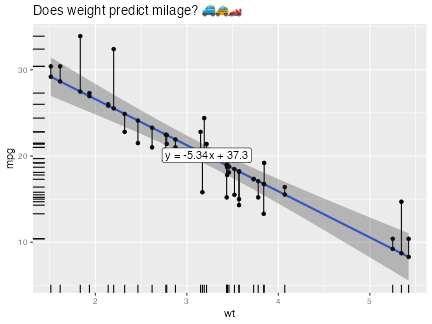 Does weight predict milage? 🚙🚕🏎️
mpg
30
20
10
y = -5.34x + 37.3
2
3
4
5
wt